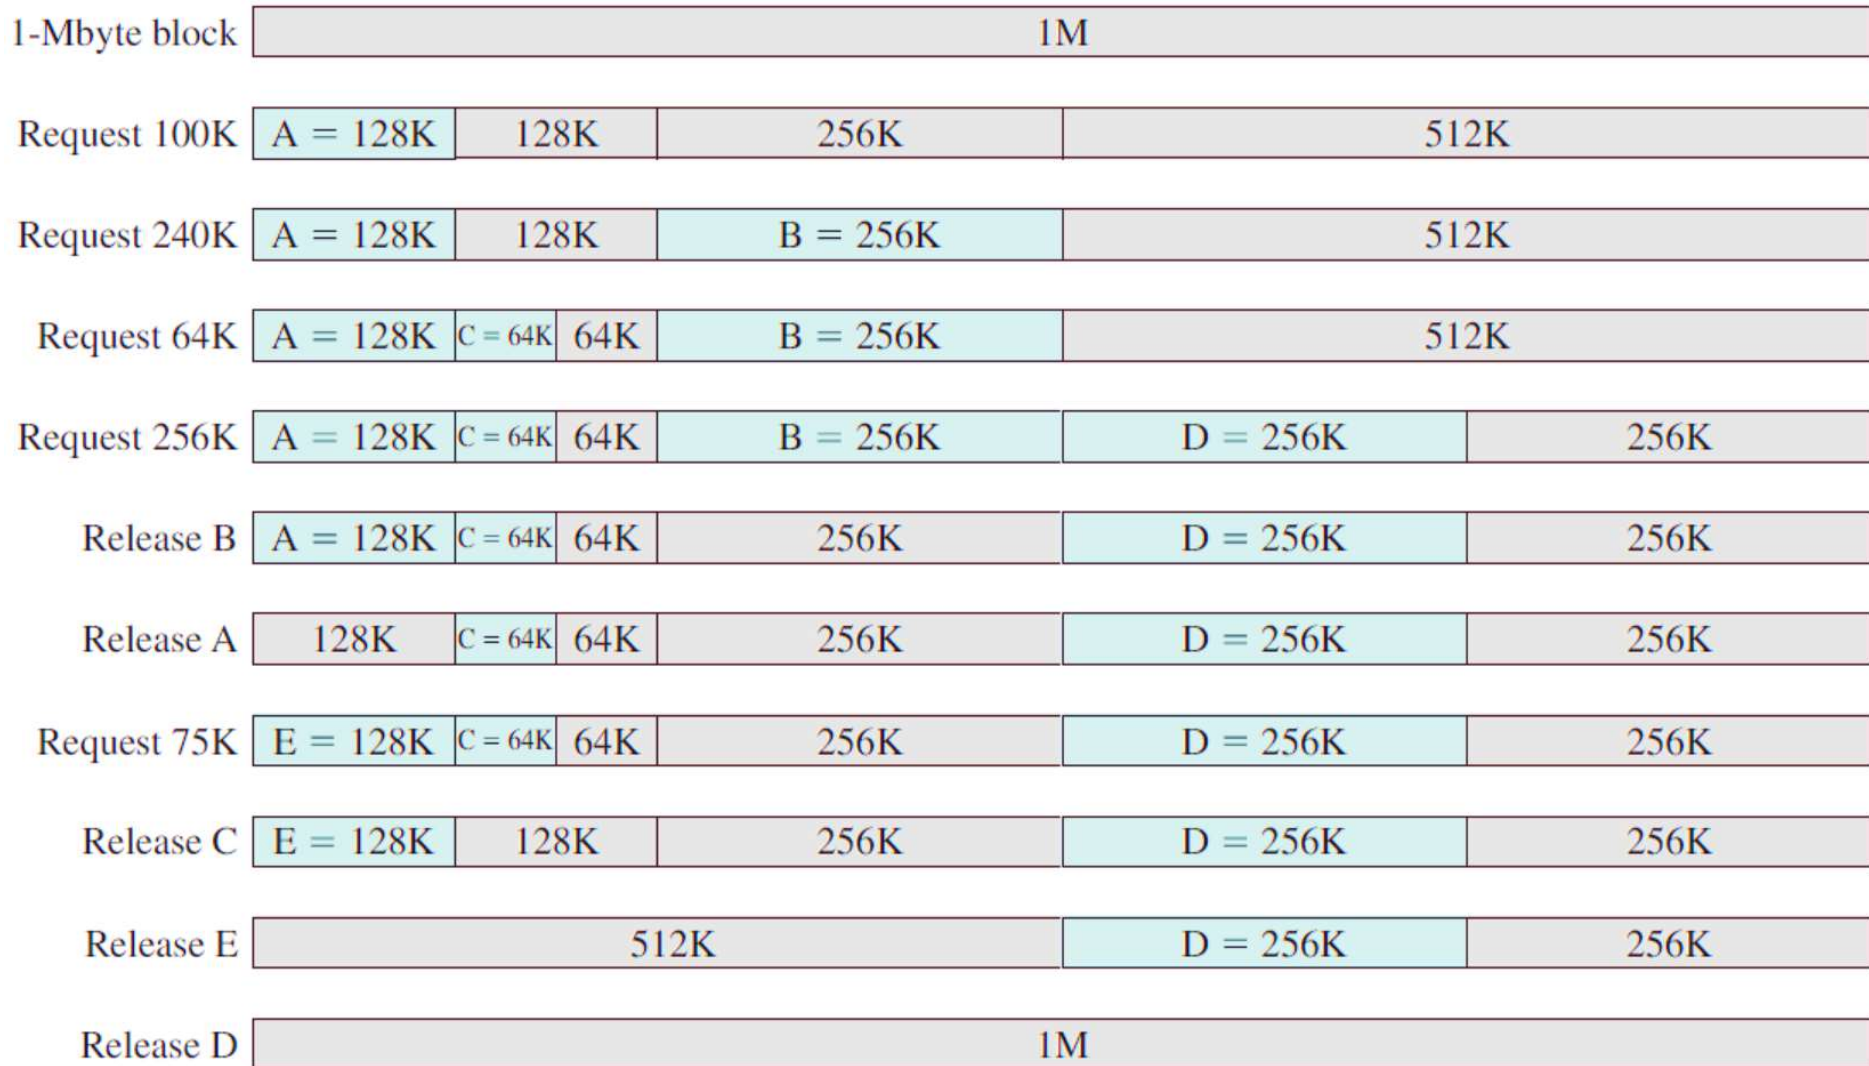 1-Mbyte block 1M
Request 100K A = 128K 128K 256K 512K
Request 240K A = 128K 128K B = 256K 512K
Request 64K A = 128K C = 64K 64K B = 256K 512K
Request 256K A = 128K C = 64K 64K B = 256K D = 256K 256K
Release B A = 128K C = 64K 64K 256K D = 256K 256K
Release A 128K C = 64K 64K 256K D = 256K 256K
Request 75K E = 128K C = 64K 64K 256K D = 256K 256K
Release C E = 128K 128K 256K D = 256K 256K
Release E 512K D = 256K 256K
Release D 1M